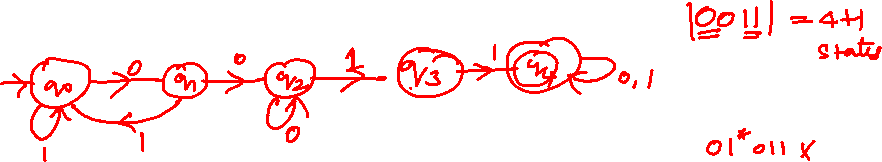 |0011| = 4+1
states
0
0
1
1
q0
q1
q2
q3
q4
0,1
1
1
0
01*011 x